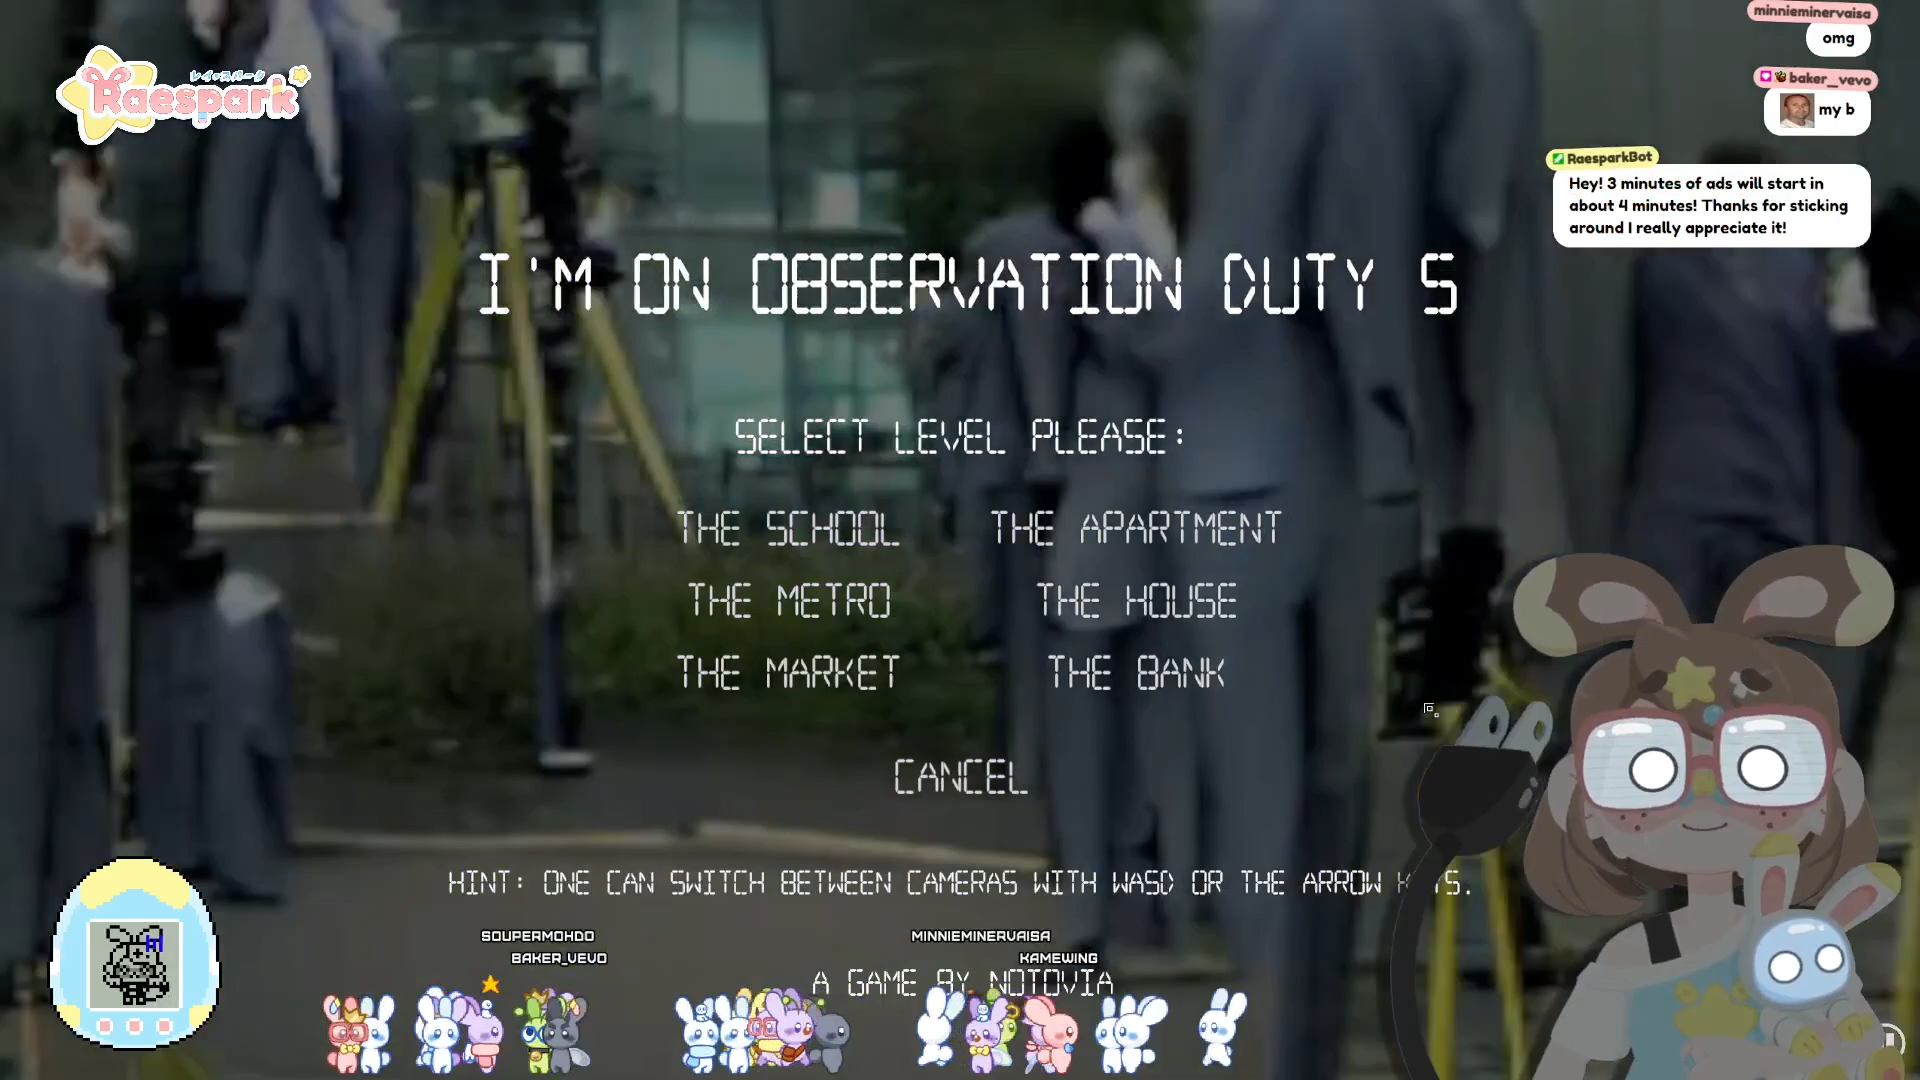 レイ・スパーク
Raespark
minnieminervaisa
omg
baker__vevo
my b
RaesparkBot
Hey! 3 minutes of ads will start in
about 4 minutes! Thanks for sticking
around I really appreciate it!
I'M ON OBSERVATION DUTY 5
SELECT LEVEL PLEASE:
THE SCHOOL THE APARTMENT
THE METRO THE HOUSE
THE MARKET THE BANK
CANCEL
HINT: ONE CAN SWITCH BETWEEN CAMERAS WITH WASD OR THE ARROW
SOUPERMOHDO
BAKER_VEVO
MINNIEMINERVAISA
KAMEWING
A GAME BY NOTOVIA